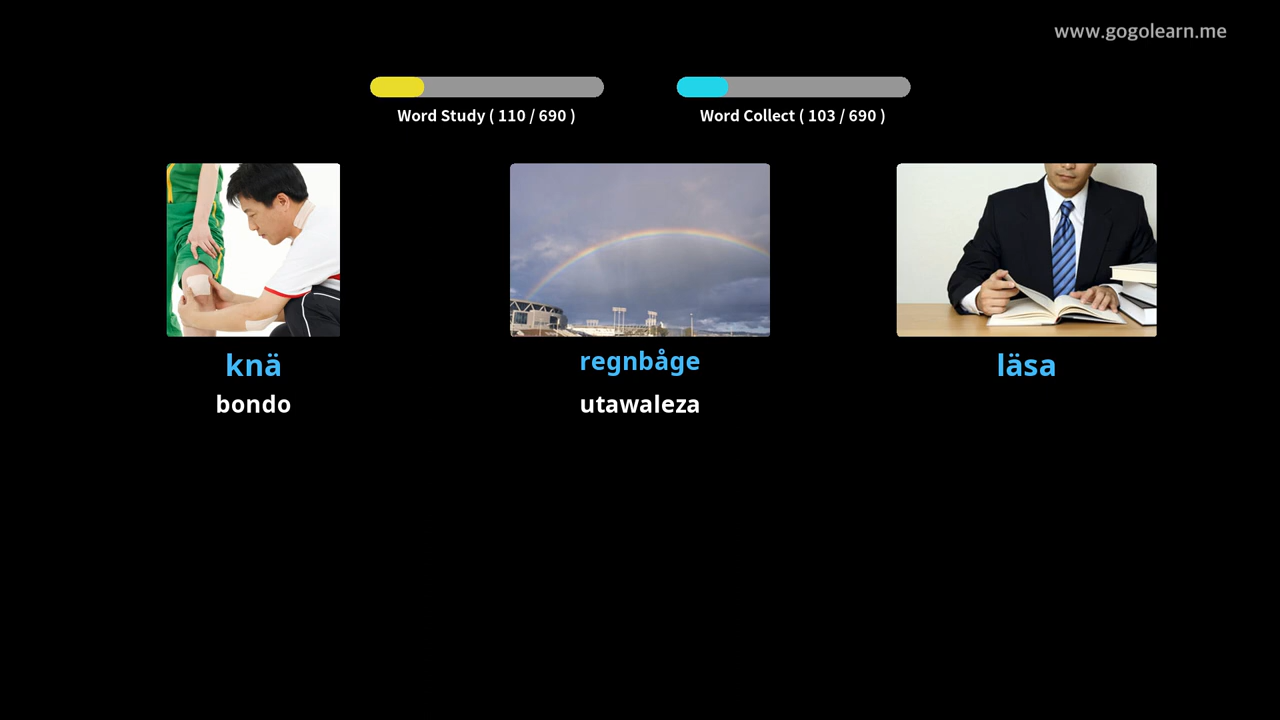 www.gogolearn.me
Word Study ( 110 / 690 )
Word Collect ( 103 / 690 )
knä
regnbåge
läsa
bondo
utawaleza